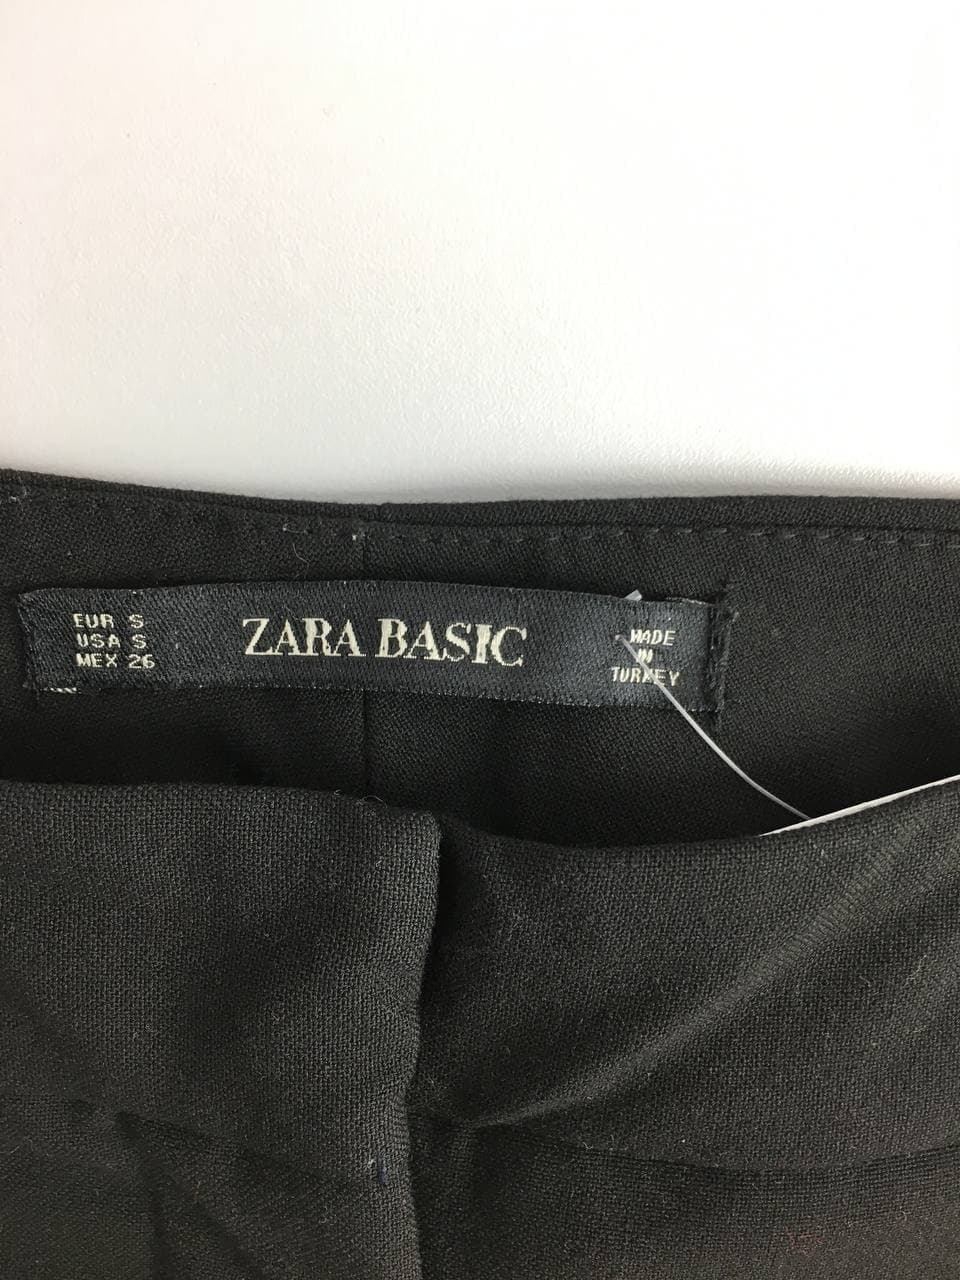 EUR S
USA S
MEX 26
ZARA BASIC
MADE
IN
TURKEY